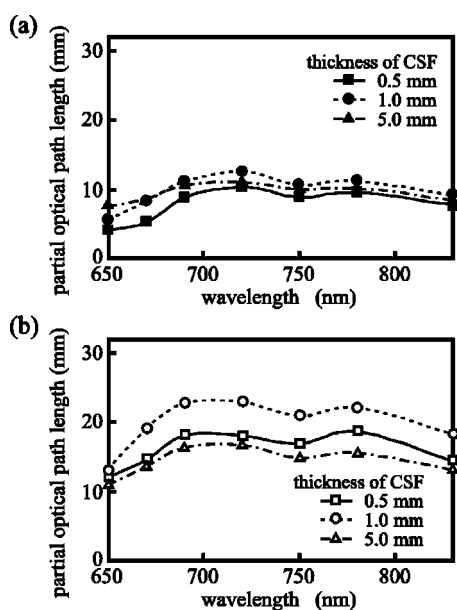 (a)
partial optical path length (mm)
30
20
10
0
thickness of CSF
0.5 mm
1.0 mm
5.0 mm
650 700 750 800
wavelength (nm)
(b)
partial optical path length (mm)
30
20
10
0
thickness of CSF
0.5 mm
1.0 mm
5.0 mm
650 700 750 800
wavelength (nm)